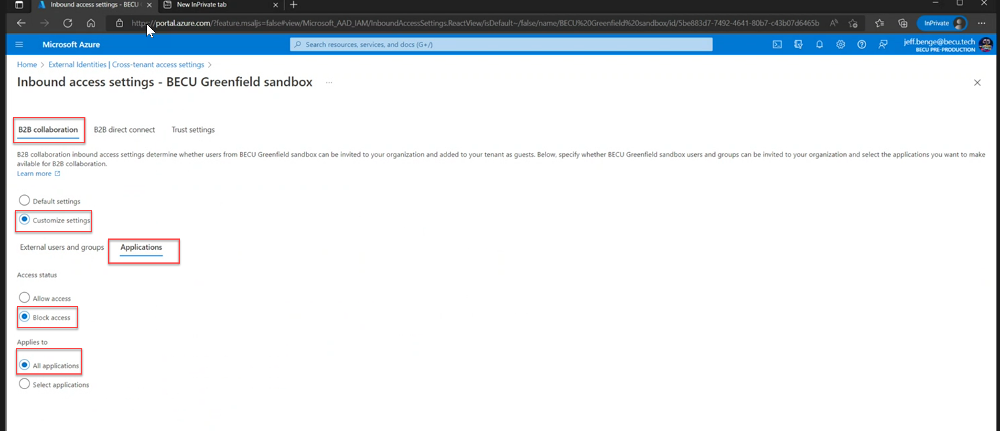 Inbound access settings - BECU
New InPrivate tab
https://portal.azure.com/?feature.msaljs=false#view/Microsoft_AAD_IAM/InboundAccessSettings.ReactView/isDefault~/false/name/BECU%20Greenfield%20sandbox/id/5be883d7-7492-4641-80b7-c43b07d6465b
InPrivate
Microsoft Azure
Search resources, services, and docs (G+/)
jeff.benge@becu.tech
BECU PRE-PRODUCTION
Home > External Identities | Cross-tenant access settings >
Inbound access settings - BECU Greenfield sandbox ...
B2B collaboration B2B direct connect Trust settings
B2B collaboration inbound access settings determine whether users from BECU Greenfield sandbox can be invited to your organization and added to your tenant as guests. Below, specify whether BECU Greenfield sandbox users and groups can be invited to your organization and select the applications you want to make
avilable for B2B collaboration.
Learn more
Default settings
Customize settings
External users and groups Applications
Access status
Allow access
Block access
Applies to
All applications
Select applications